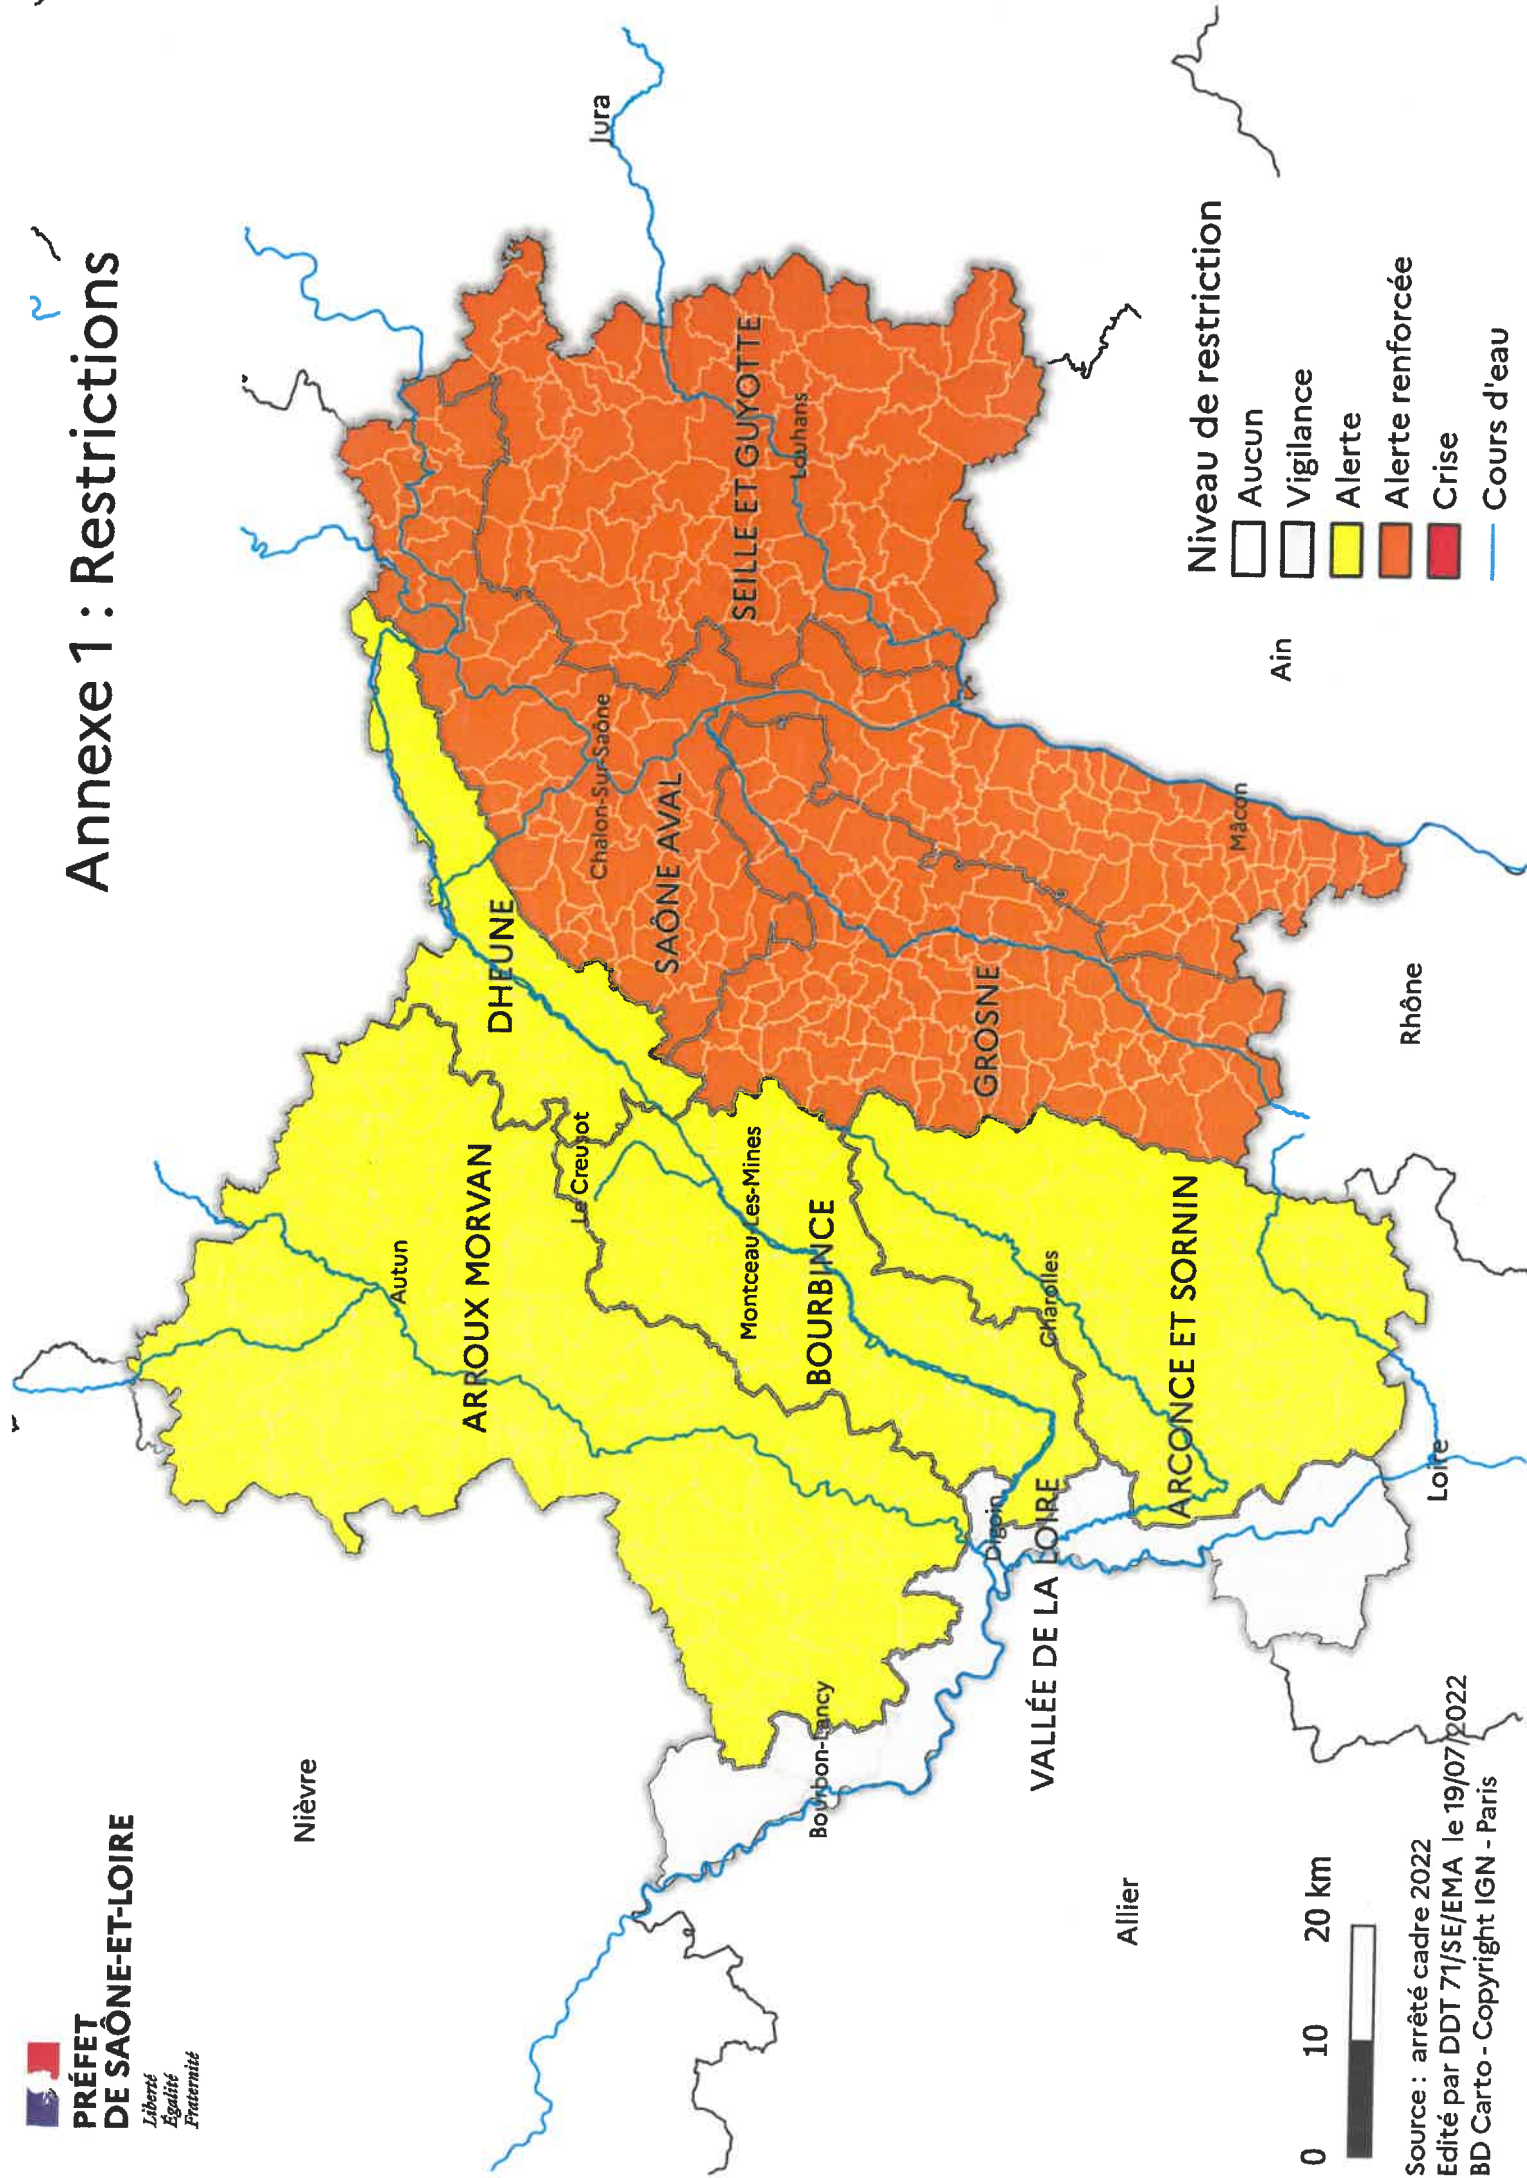 PRÉFET
DE SAÔNE-ET-LOIRE
Liberté
Égalité
Fraternité
Annexe 1 : Restrictions
Nièvre
Jura
Autun
ARROUX MORVAN
DHEUNE
Le Creusot
Chalon-Sur-Saône
SAÔNE AVAL
SEILLE ET GUYOTTE
Louhans
Montceau-Les-Mines
BOURBINCE
Bourbon-Lancy
Digoin
VALLÉE DE LA LOIRE
Charolles
GROSNE
ARCONCE ET SORNIN
Mâcon
Allier
Loire
Rhône
Ain
Niveau de restriction
Aucun
Vigilance
Alerte
Alerte renforcée
Crise
Cours d'eau
0 10 20 km
Source : arrêté cadre 2022
Edité par DDT 71/SE/EMA le 19/07/2022
BD Carto - Copyright IGN - Paris